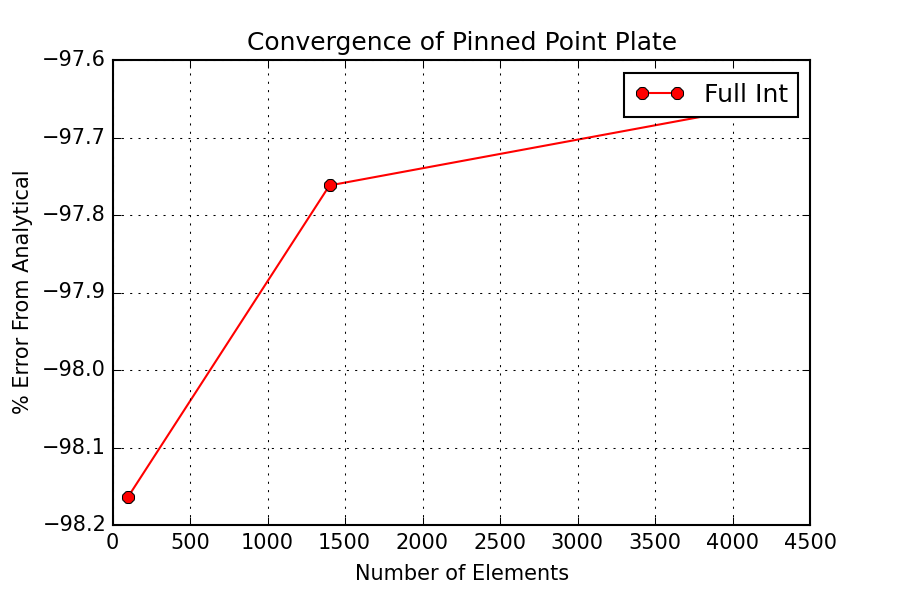 Convergence of Pinned Point Plate
−97.6
−97.7
−97.8
−97.9
−98.0
−98.1
−98.2
% Error From Analytical
Full Int
0 500 1000 1500 2000 2500 3000 3500 4000 4500
Number of Elements